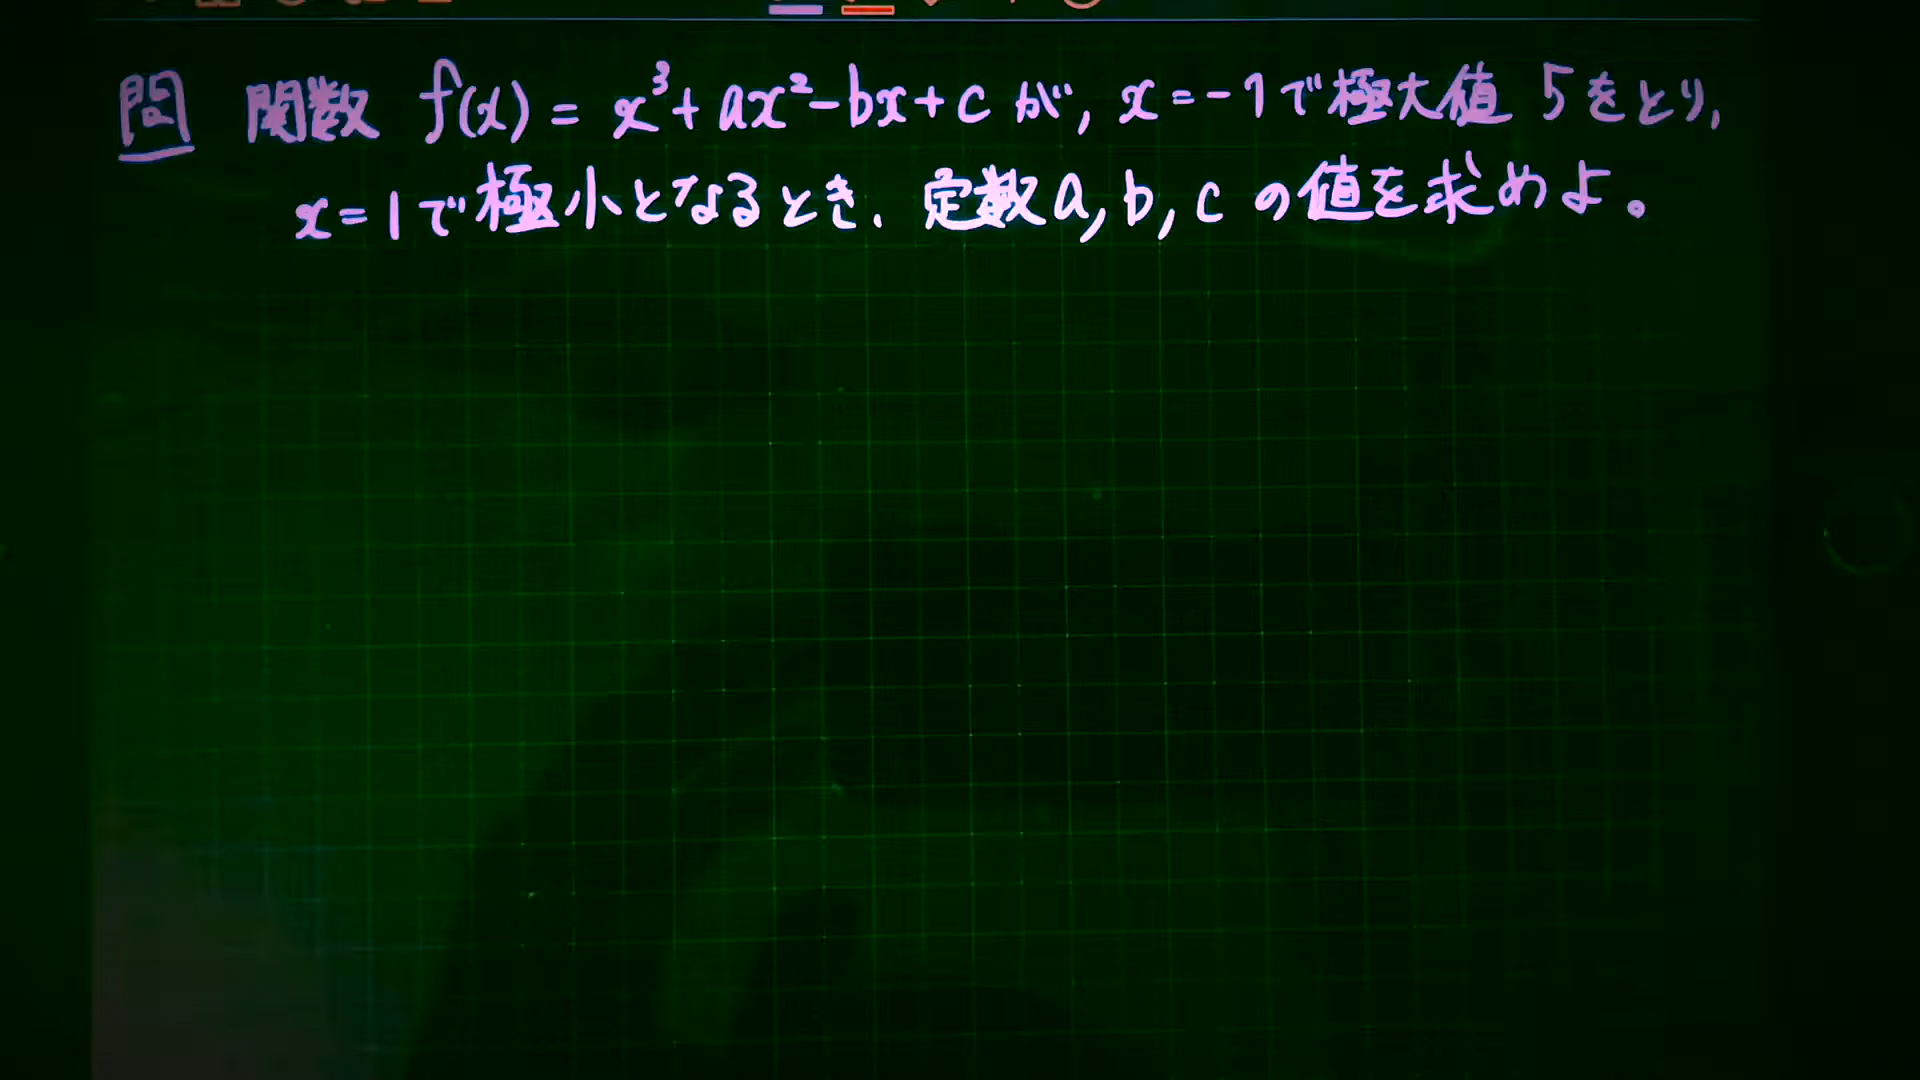 問 関数 f(x) = x³+ax²-bx+c が, x=-1で極大値 5をとり,
x=1で極小となるとき、定数a, b, c の値を求めよ。